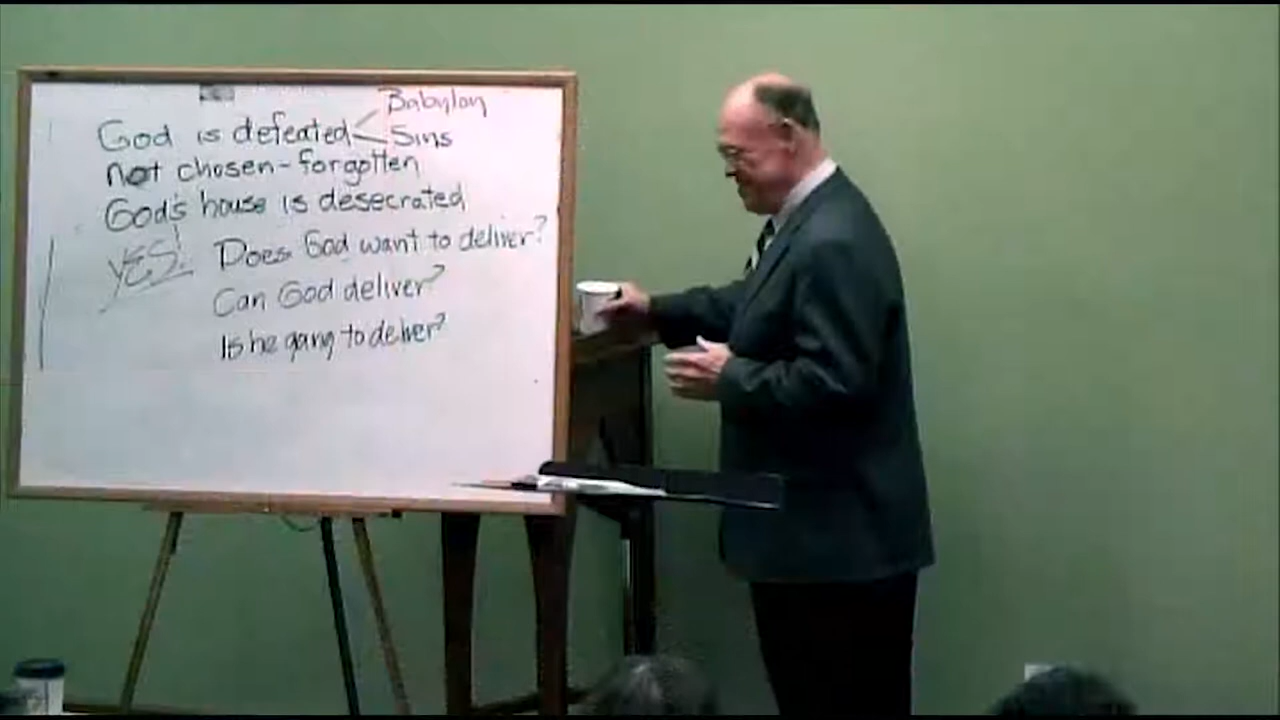 Babylon
God is defeated
Sins
not chosen - forgotten
God's house is desecrated
YES! Does God want to deliver?
Can God deliver?
Is he gang to deliver?